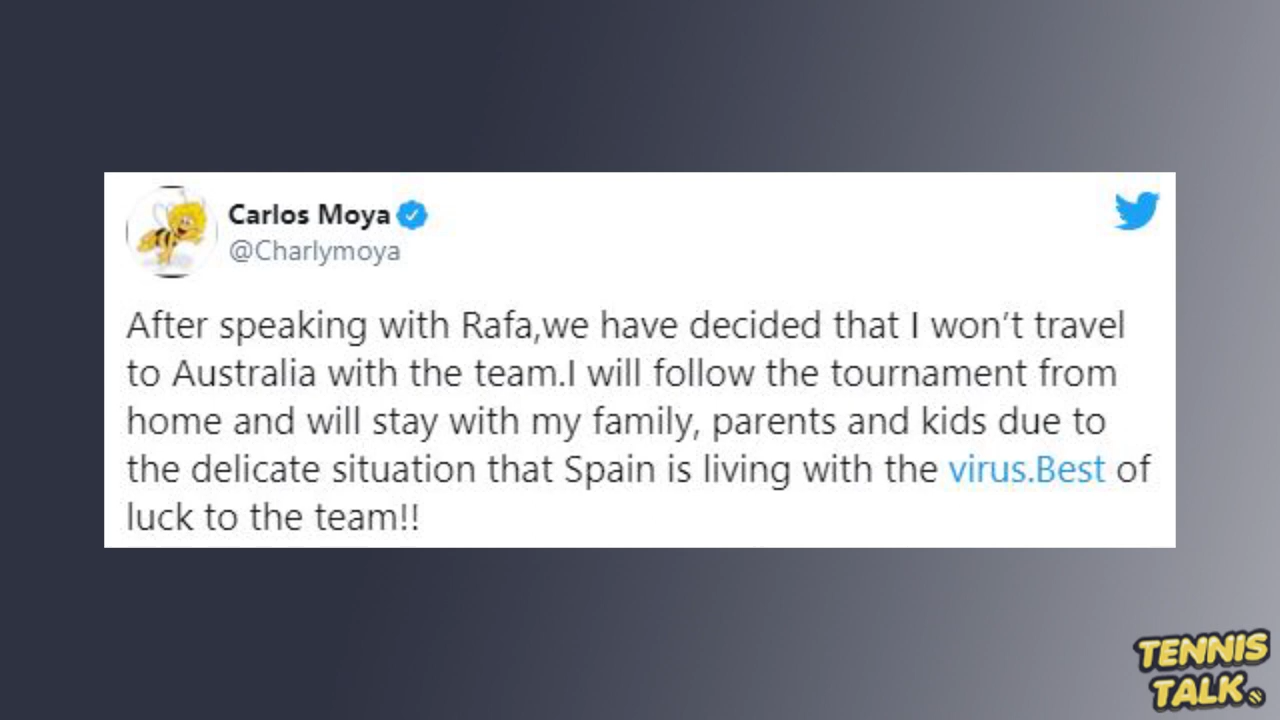 Carlos Moya
@Charlymoya
After speaking with Rafa,we have decided that I won’t travel
to Australia with the team.I will follow the tournament from
home and will stay with my family, parents and kids due to
the delicate situation that Spain is living with the virus.Best of
luck to the team!!
TENNIS
TALK